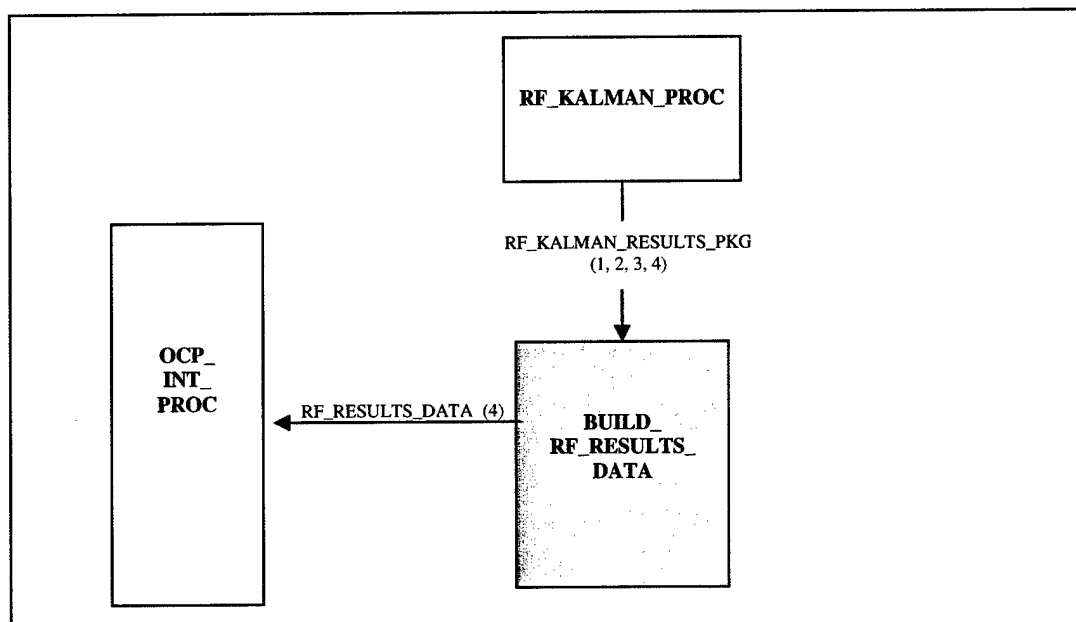 RF_KALMAN_PROC
RF_KALMAN_RESULTS_PKG
(1, 2, 3, 4)
OCP_
INT_
PROC
RF_RESULTS_DATA (4)
BUILD_
RF_RESULTS_
DATA